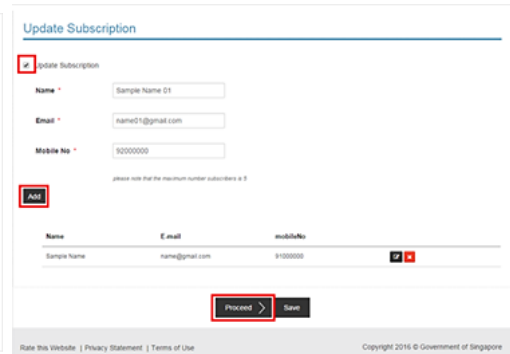 Update Subscription
Update Subscription
Name *
Sample Name 01
Email *
name01@gmail.com
Mobile No *
92000000
please note that the maximum number subscribers is 5
Add
Name E-mail mobileNo
Sample Name name@gmail.com 91000000
Proceed Save
Rate this Website | Privacy Statement | Terms of Use Copyright 2016 © Government of Singapore